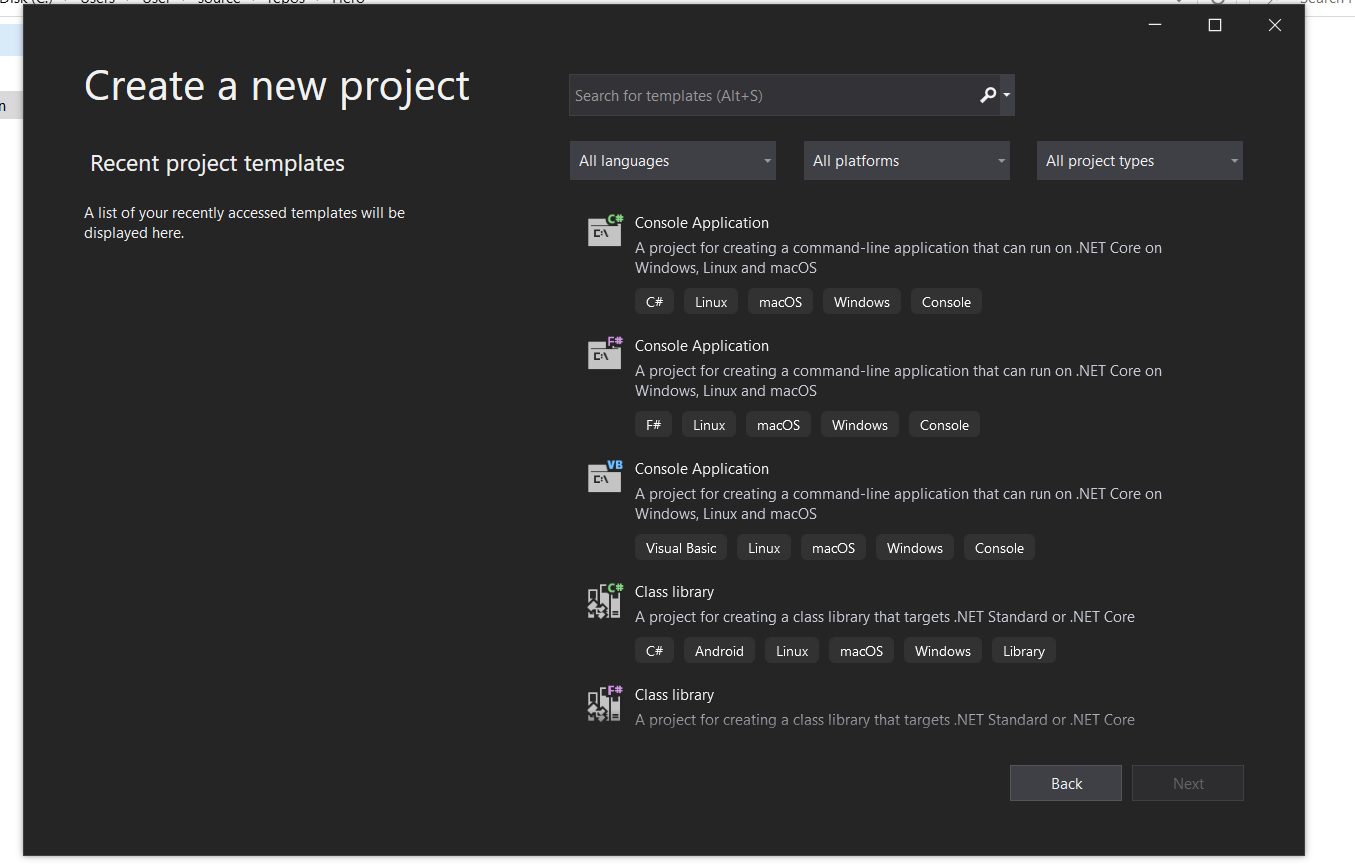 Create a new project
Search for templates (Alt+S)
Recent project templates
A list of your recently accessed templates will be
displayed here.
All languages
All platforms
All project types
C#
C:\
Console Application
A project for creating a command-line application that can run on .NET Core on
Windows, Linux and macOS
C# Linux macOS Windows Console
F#
C:\
Console Application
A project for creating a command-line application that can run on .NET Core on
Windows, Linux and macOS
F# Linux macOS Windows Console
VB
C:\
Console Application
A project for creating a command-line application that can run on .NET Core on
Windows, Linux and macOS
Visual Basic Linux macOS Windows Console
C#
Class library
A project for creating a class library that targets .NET Standard or .NET Core
C# Android Linux macOS Windows Library
F#
Class library
A project for creating a class library that targets .NET Standard or .NET Core
Back
Next